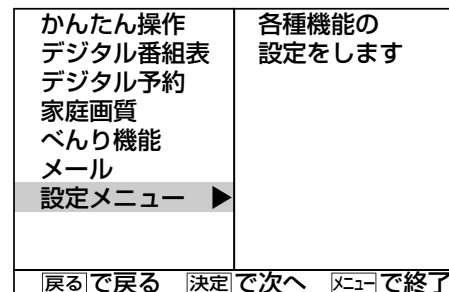 かんたん操作
デジタル番組表
デジタル予約
家庭画質
べんり機能
メール
設定メニュー ▶
各種機能の
設定をします
戻るで戻る 決定で次へ メニューで終了